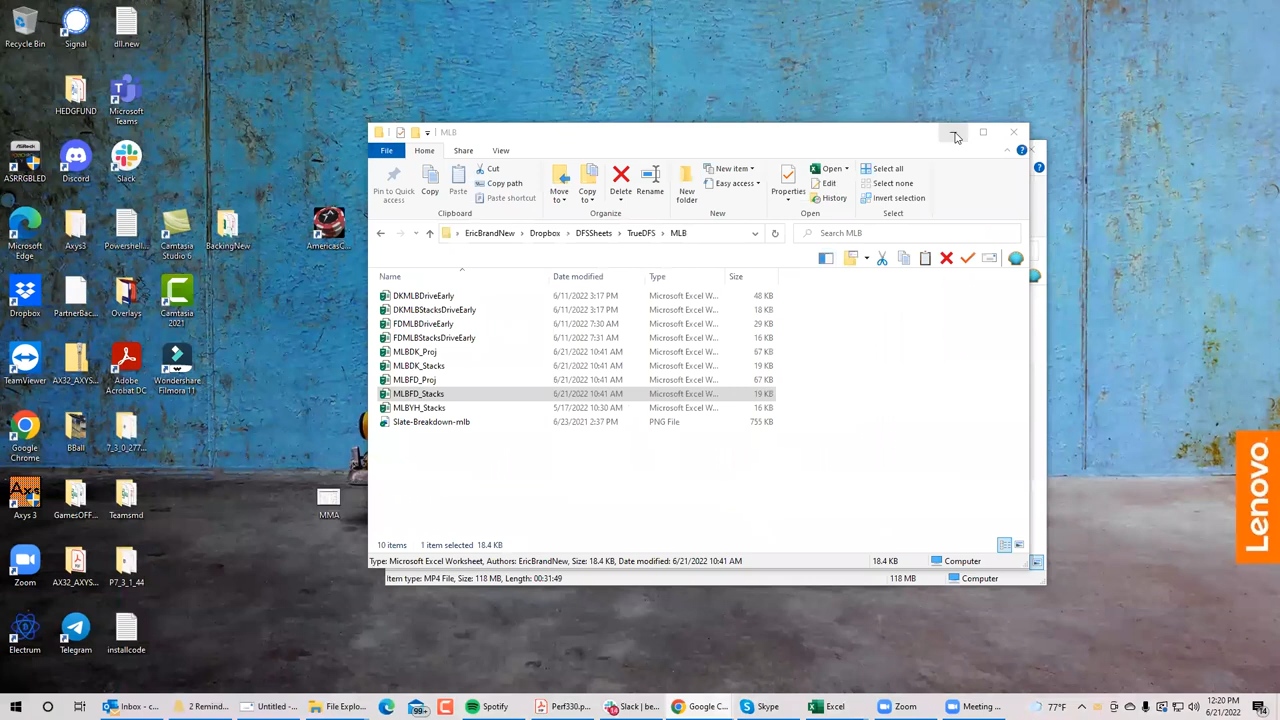 Recycle Bin
Signal
dll.new
HEDGFUND
Microsoft Teams
ASRRGBLED
Discord
Slack
Microsoft Edge
Axys3
Powershell...
Camtasia Studio 6
BackingNew
AmericasC...
Dropbox
PartnerBac...
Overlays
Camtasia 2021
TeamViewer
AX32_AXYS...
Adobe Acrobat DC
Wondershare Filmora 11
Google Chrome
BBall
7_3_0_277...
Axys 3
GamesOFF...
Teamsmd
MMA
Zoom
AX32_AXYS...
P7_3_1_44
Electrum
Telegram
installcode
MLB
File Home Share View
Pin to Quick access
Copy
Paste
Cut
Copy path
Paste shortcut
Clipboard
Move to
Copy to
Delete
Rename
Organize
New folder
New item
Easy access
New
Properties
Open
Edit
History
Open
Select all
Select none
Invert selection
Select
EricBrandNew > Dropbox > DFSSheets > TrueDFS > MLB
Search MLB
Name Date modified Type Size
DKMLBDriveEarly 6/11/2022 3:17 PM Microsoft Excel W... 48 KB
DKMLBStacksDriveEarly 6/11/2022 3:17 PM Microsoft Excel W... 18 KB
FDMLBDriveEarly 6/11/2022 7:30 AM Microsoft Excel W... 29 KB
FDMLBStacksDriveEarly 6/11/2022 7:31 AM Microsoft Excel W... 16 KB
MLBDK_Proj 6/21/2022 10:41 AM Microsoft Excel W... 67 KB
MLBDK_Stacks 6/21/2022 10:41 AM Microsoft Excel W... 19 KB
MLBFD_Proj 6/21/2022 10:41 AM Microsoft Excel W... 67 KB
MLBFD_Stacks 6/21/2022 10:41 AM Microsoft Excel W... 19 KB
MLBYH_Stacks 5/17/2022 10:30 AM Microsoft Excel W... 16 KB
Slate-Breakdown-mlb 6/23/2021 2:37 PM PNG File 755 KB
10 items 1 item selected 18.4 KB
Type: Microsoft Excel Worksheet, Authors: EricBrandNew, Size: 18.4 KB, Date modified: 6/21/2022 10:41 AM 18.4 KB Computer
Item type: MP4 File, Size: 118 MB, Length: 00:31:49 118 MB Computer
Lenovo
Inbox - c... 2 Remind... Untitled - ... File Explo... 99+ Spotify Perf330.p... Slack | be... Google C... Skype Excel Zoom Meeting ... 77°F
12:20 PM
6/21/2022
14